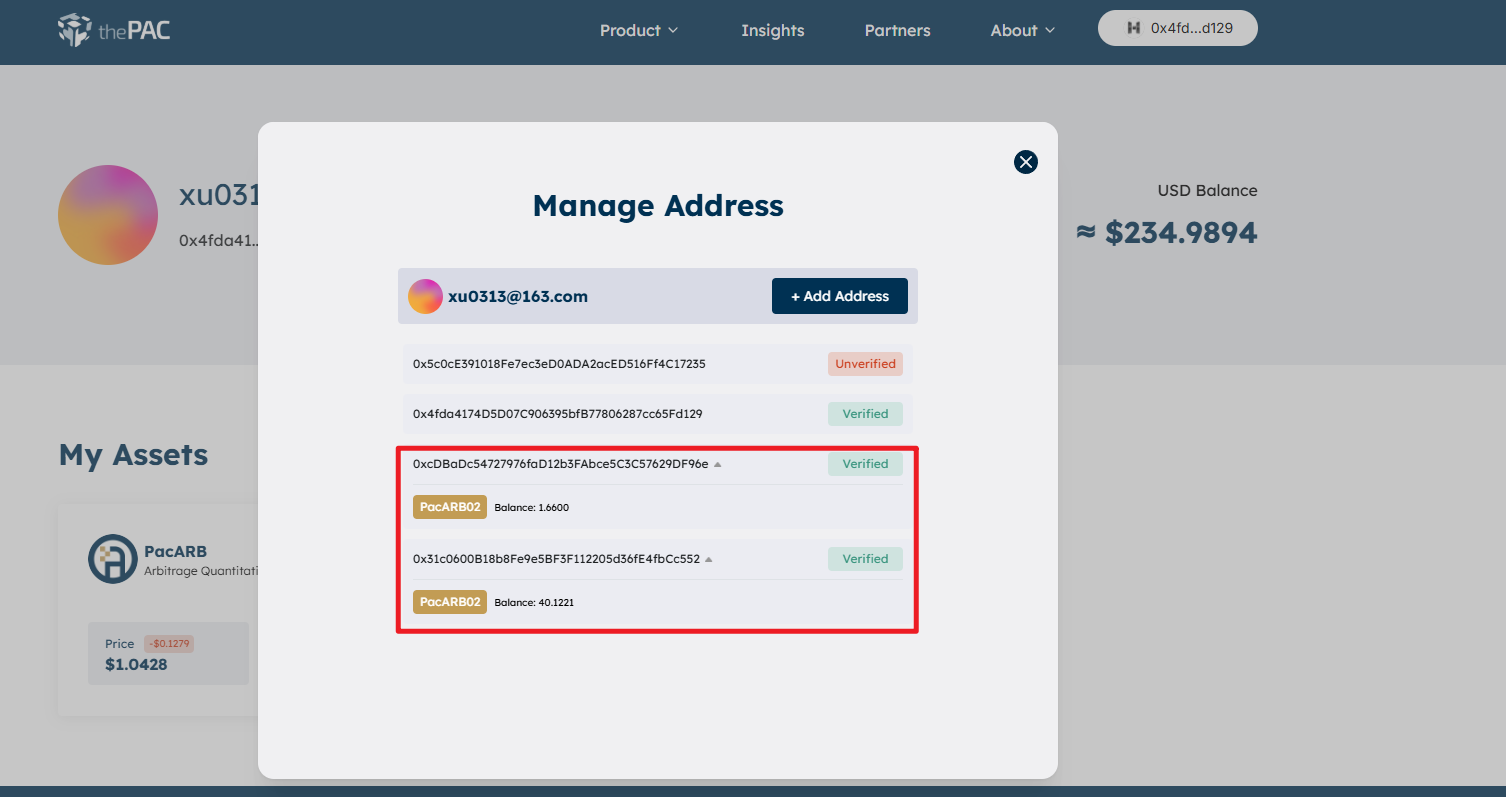 thePAC
Product
Insights
Partners
About
0x4fd...d129
xu031
0x4fda41..
USD Balance
≈ $234.9894
Manage Address
xu0313@163.com
+ Add Address
0x5c0cE391018Fe7ec3eD0ADA2acED516Ff4C17235
Unverified
0x4fda4174D5D07C906395bfB77806287cc65Fd129
Verified
0xcDBaDc54727976faD12b3FAbce5C3C57629DF96e
Verified
PacARB02 Balance: 1.6600
0x31c0600B18b8Fe9e5BF3F112205d36fE4fbCc552
Verified
PacARB02 Balance: 40.1221
My Assets
PacARB
Arbitrage Quantitati
Price -$0.1279
$1.0428